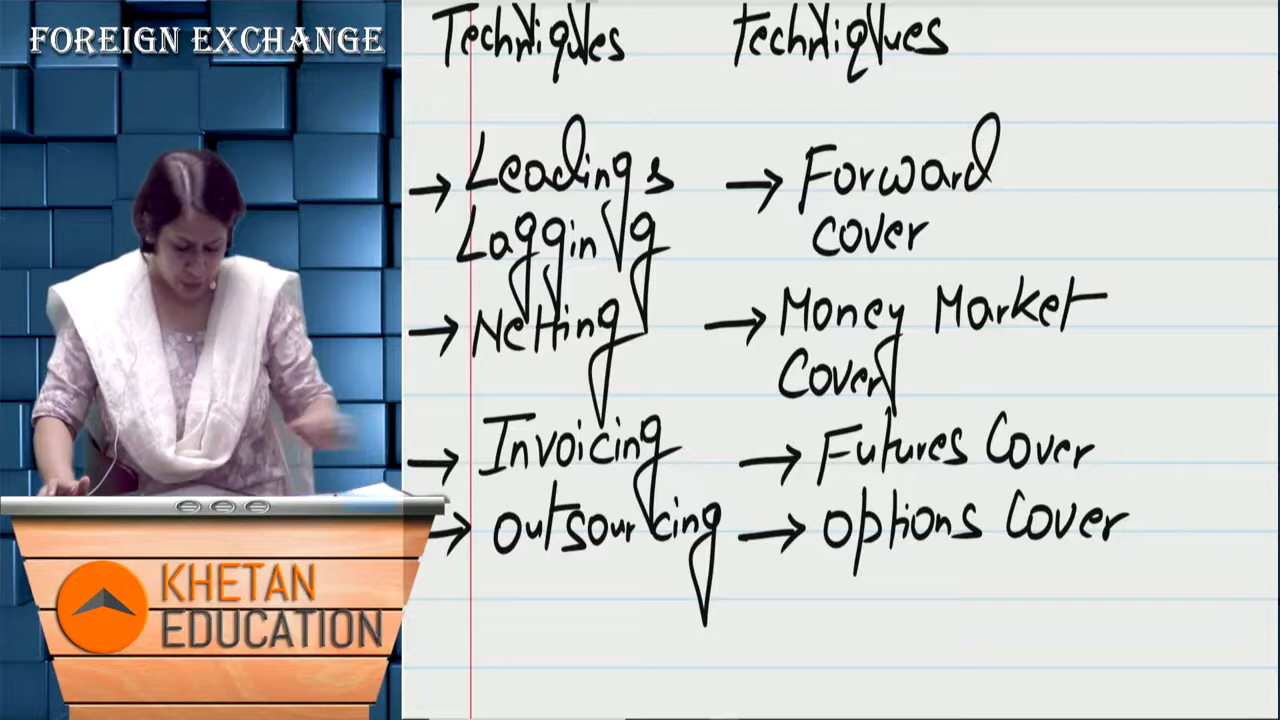 FOREIGN EXCHANGE
Techniques Techniques
→ Leading & → Forward
Lagging cover
→ Netting → Money Market
Cover
→ Invoicing → Futures Cover
→ Outsourcing → Options Cover
KHETAN
EDUCATION